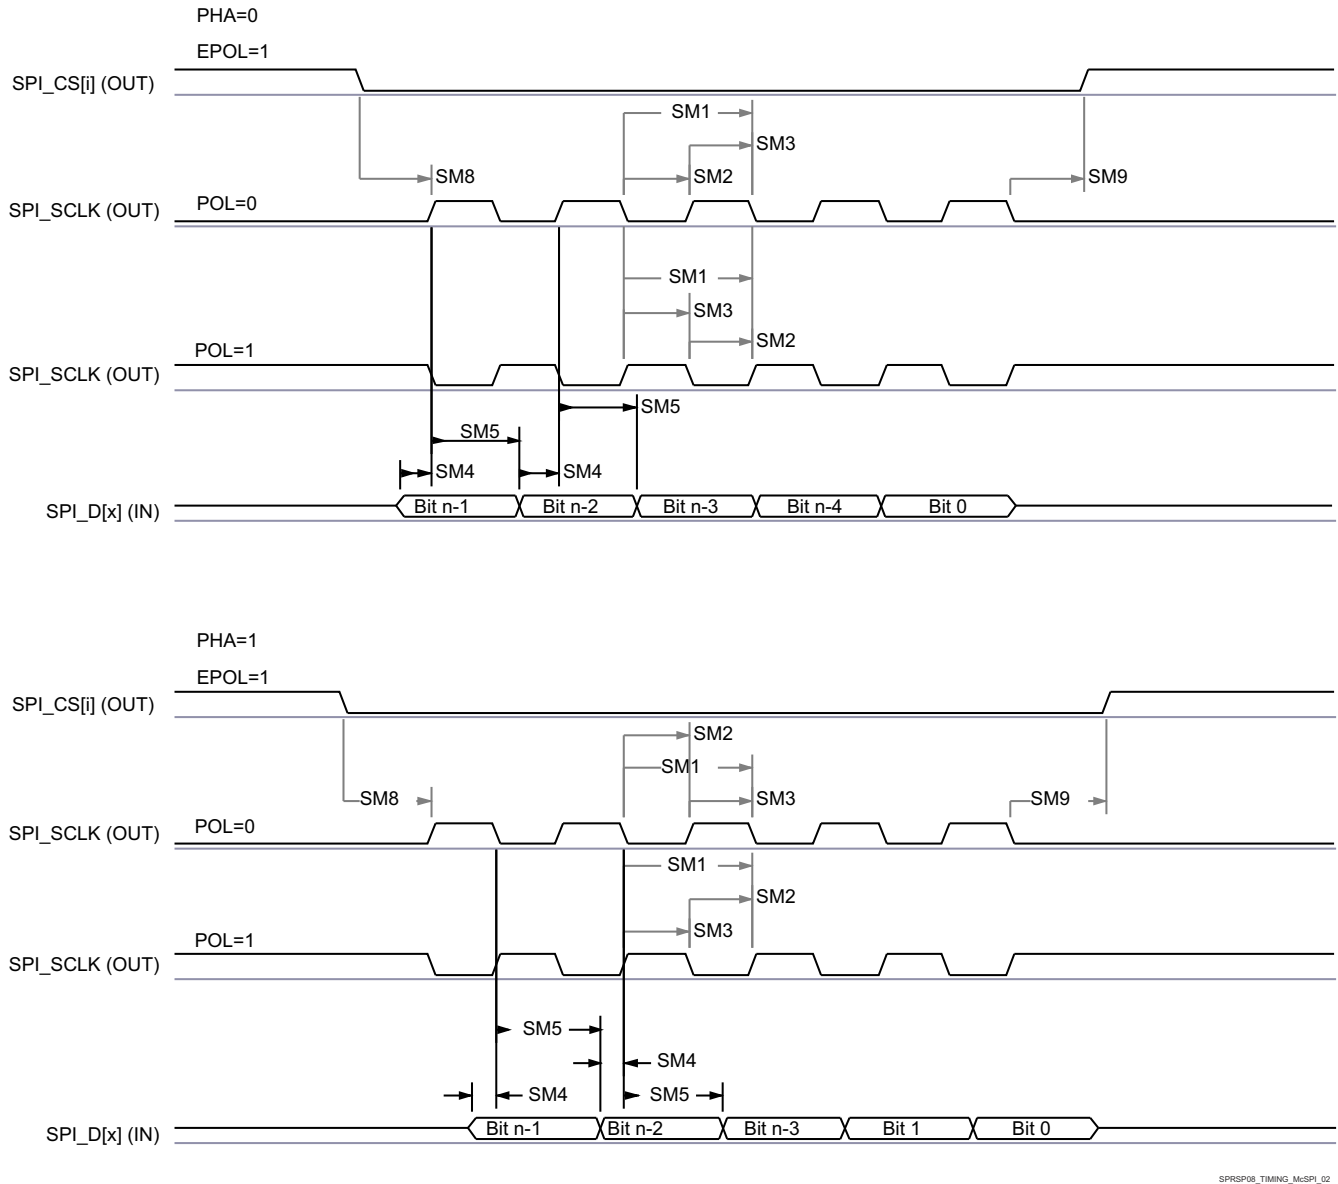 PHA=0
EPOL=1
SPI_CS[i] (OUT)
SM1
SM3
SM8
SM2
SM9
POL=0
SPI_SCLK (OUT)
SM1
SM3
SM2
POL=1
SPI_SCLK (OUT)
SM5
SM5
SM4
SM4
SPI_D[x] (IN)
Bit n-1
Bit n-2
Bit n-3
Bit n-4
Bit 0
PHA=1
EPOL=1
SPI_CS[i] (OUT)
SM2
SM1
SM8
SM3
SM9
POL=0
SPI_SCLK (OUT)
SM1
SM2
SM3
POL=1
SPI_SCLK (OUT)
SM5
SM4
SM4
SM5
SPI_D[x] (IN)
Bit n-1
Bit n-2
Bit n-3
Bit 1
Bit 0
SPRSP08_TIMING_McSPI_02